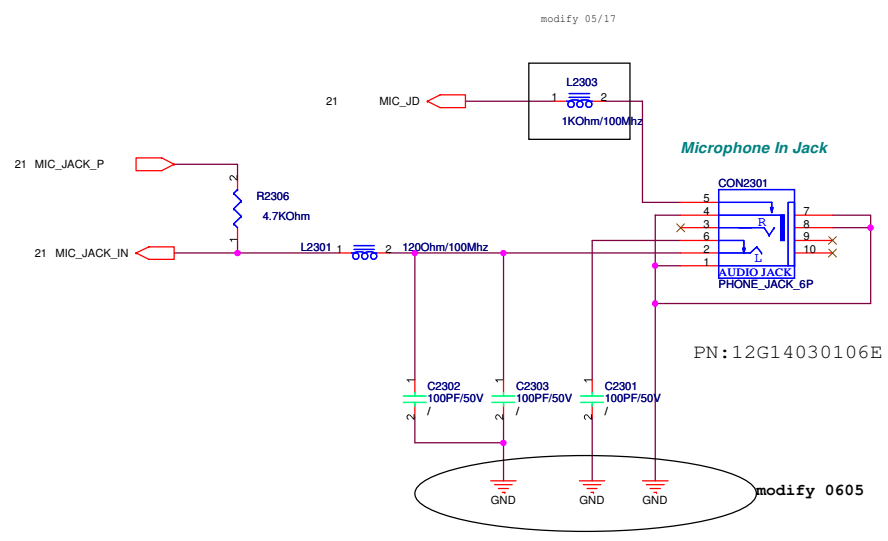 modify 05/17
L2303
21 MIC_JD 1 2
1KOhm/100Mhz
Microphone In Jack
21 MIC_JACK_P
CON2301
2
R2306
4.7KOhm
1
5
4 7
3 R 8
6 9
2 L 10
1
AUDIO JACK
PHONE_JACK_6P
21 MIC_JACK_IN
L2301 1 2 120Ohm/100Mhz
PN:12G14030106E
1 C2302 1 C2303 1 C2301
100PF/50V 100PF/50V 100PF/50V
2 / 2 / 2 /
GND GND GND
modify 0605